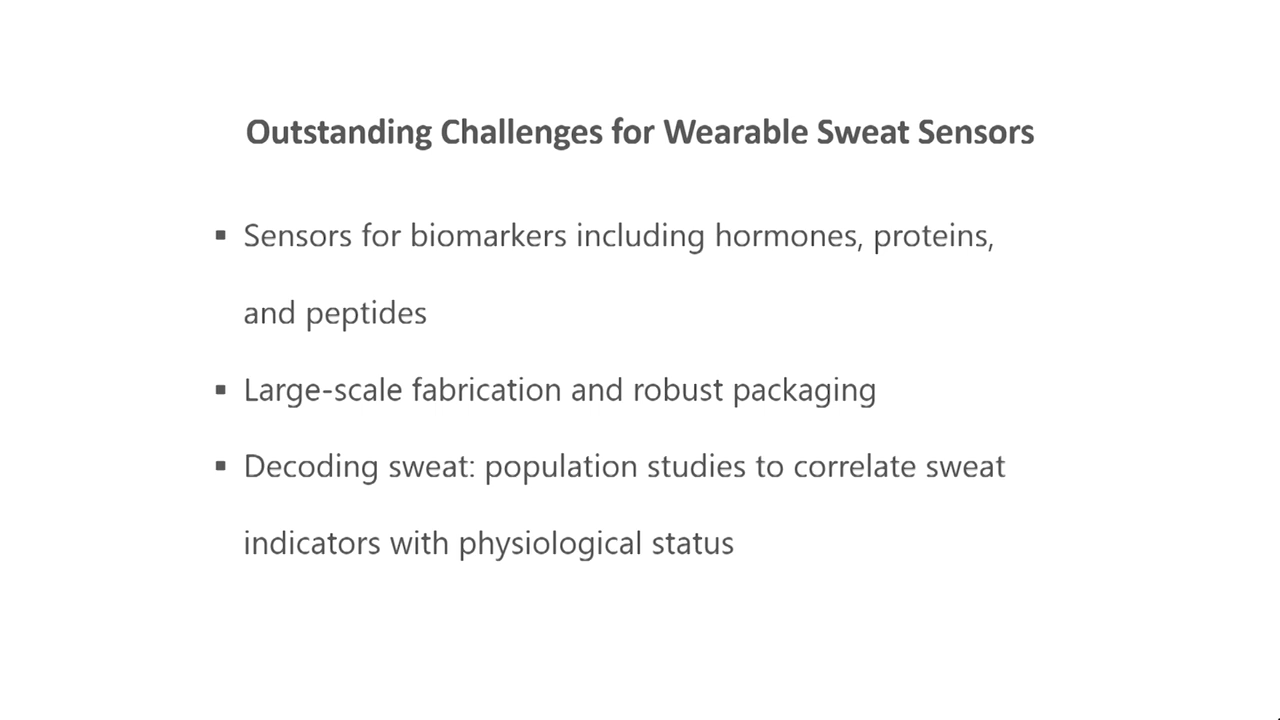 Outstanding Challenges for Wearable Sweat Sensors
▪ Sensors for biomarkers including hormones, proteins,
and peptides
▪ Large-scale fabrication and robust packaging
▪ Decoding sweat: population studies to correlate sweat
indicators with physiological status